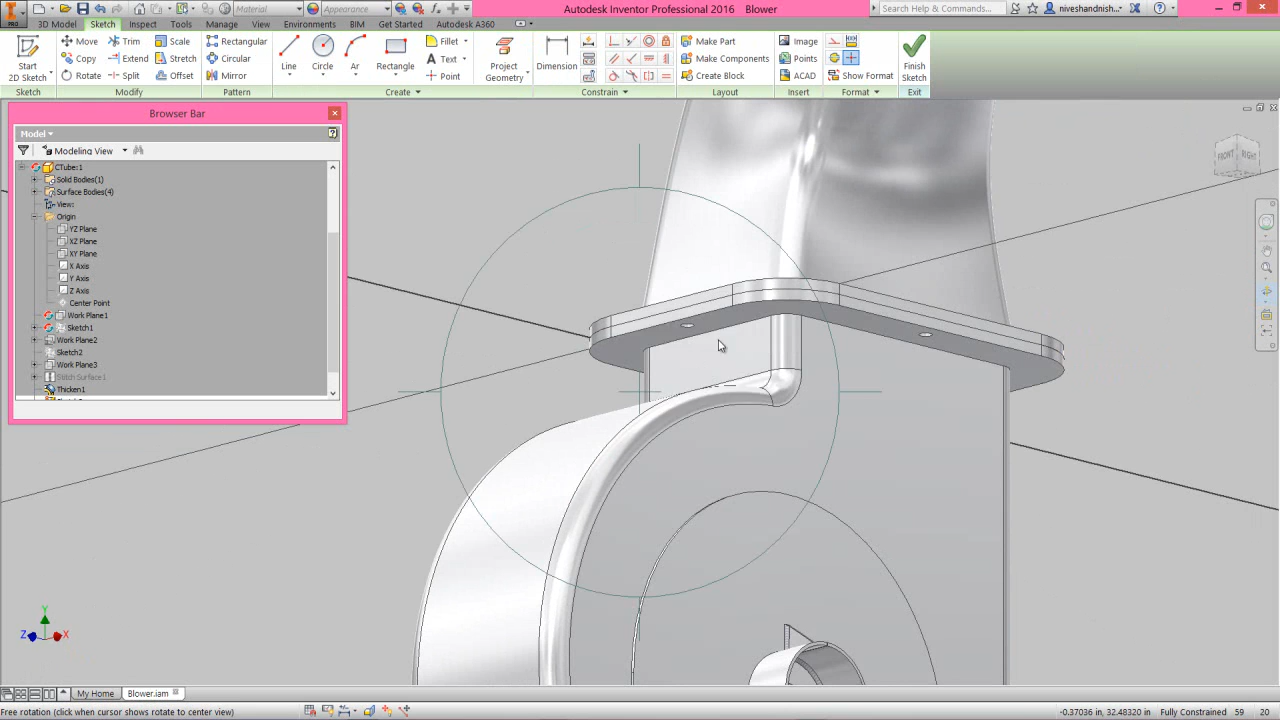 Autodesk Inventor Professional 2016 Blower
Search Help & Commands...
niveshandnish...
PRO
Material
Appearance
3D Model Sketch Inspect Tools Manage View Environments BIM Get Started Autodesk A360
Move Trim Scale Rectangular Fillet Make Part Image
Stretch Circular Text Make Components Points
Rotate Split Offset Mirror Point Create Block ACAD Show Format
Start
2D Sketch
Line Circle Arc Rectangle Project
Geometry
Dimension Finish
Sketch
Sketch Modify Pattern Create Constrain Layout Insert Format Exit
Browser Bar
Model
Modeling View
CTube:1
Solid Bodies(1)
Surface Bodies(4)
View:
Origin
YZ Plane
XZ Plane
XY Plane
X Axis
Y Axis
Z Axis
Center Point
Work Plane1
Sketch1
Work Plane2
Sketch2
Work Plane3
Stitch Surface1
Thicken1
FRONT RIGHT
Y
Z X
My Home Blower.iam
Free rotation (click when cursor shows rotate to center view) -0.37036 in, 32.48320 in Fully Constrained 59 20